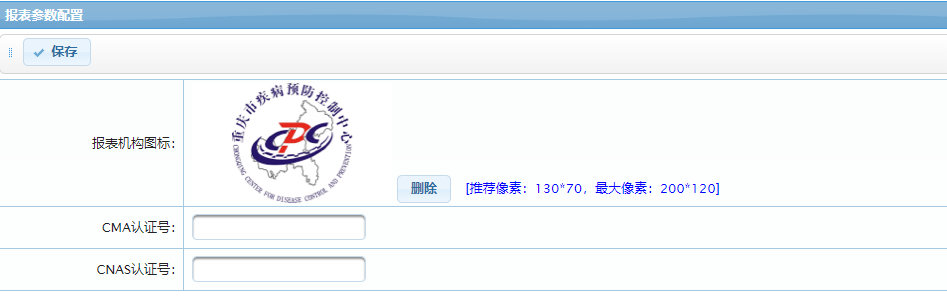 报表参数配置
保存
报表机构图标：
重庆市疾病预防控制中心
CDC
CHONGQING CENTER FOR DISEASE CONTROL AND PREVENTION
删除 [推荐像素：130*70，最大像素：200*120]
CMA认证号：
CNAS认证号：